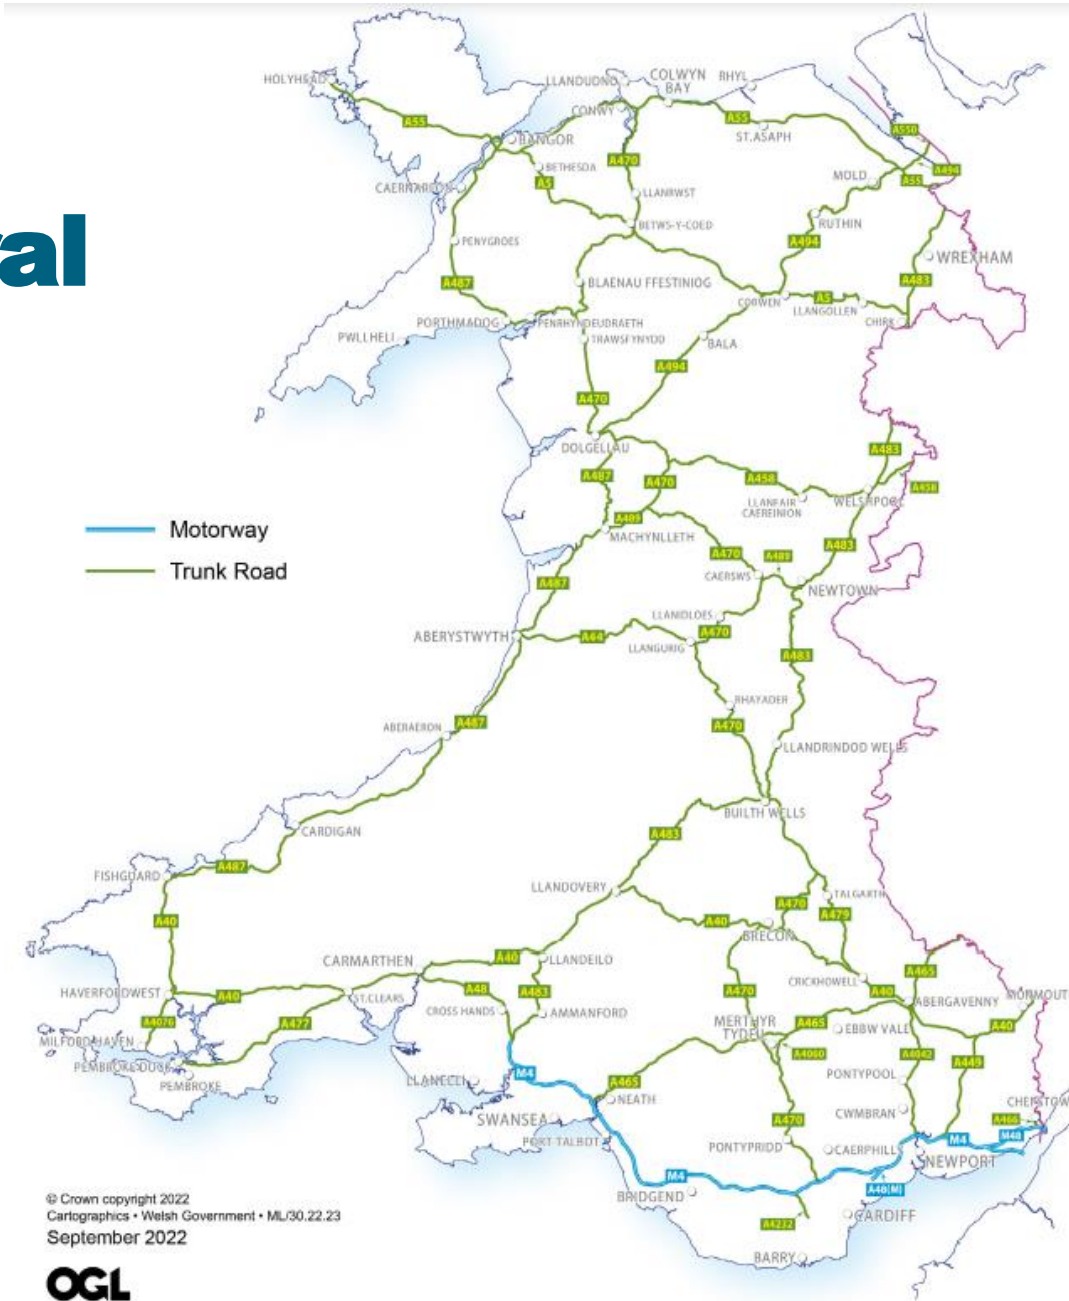 ral
HOLYHEAD
LLANDUDNO
COLWYN
BAY
RHYL
CONWY
A55
A55
A550
BANGOR
ST.ASAPH
A470
BETHESDA
A494
A5
MOLD
A55
CAERNARFON
LLANRWST
RUTHIN
BETWS-Y-COED
PENYGROES
A494
WREXHAM
A487
BLAENAU FFESTINIOG
A483
CORWEN
A5
LLANGOLLEN
PORTHMADOG
PENRHYNDEUDRAETH
CHIRK
PWLLHELI
TRAWSFYNYDD
BALA
A494
A470
DOLGELLAU
A483
A487
A470
A458
A458
LLANFAIR
CAEREINION
WELSHPOOL
Motorway
A489
MACHYNLLETH
A483
A470
A489
Trunk Road
CAERSWS
A487
NEWTOWN
LLANIDLOES
ABERYSTWYTH
A44
A470
LLANGURIG
A483
RHAYADER
ABERAERON
A487
A470
LLANDRINDOD WELLS
BUILTH WELLS
CARDIGAN
A483
A487
FISHGUARD
LLANDOVERY
TALGARTH
A470
A40
A40
A479
BRECON
CARMARTHEN
A40
LLANDEILO
A465
CRICKHOWELL
HAVERFORDWEST
A40
ST.CLEARS
A48
A483
A470
A40
ABERGAVENNY
MONMOUTH
CROSS HANDS
AMMANFORD
A4076
A477
MERTHYR
TYDFIL
A465
EBBW VALE
A40
MILFORD HAVEN
A4060
A4042
A449
PEMBROKE DOCK
PEMBROKE
M4
PONTYPOOL
LLANELLI
A465
NEATH
CHEPSTOW
CWMBRAN
SWANSEA
A470
A466
PORT TALBOT
PONTYPRIDD
CAERPHILLY
M4
M48
NEWPORT
M4
A48(M)
BRIDGEND
© Crown copyright 2022
Cartographics • Welsh Government • ML/30.22.23
September 2022
A4232
CARDIFF
BARRY
OGL